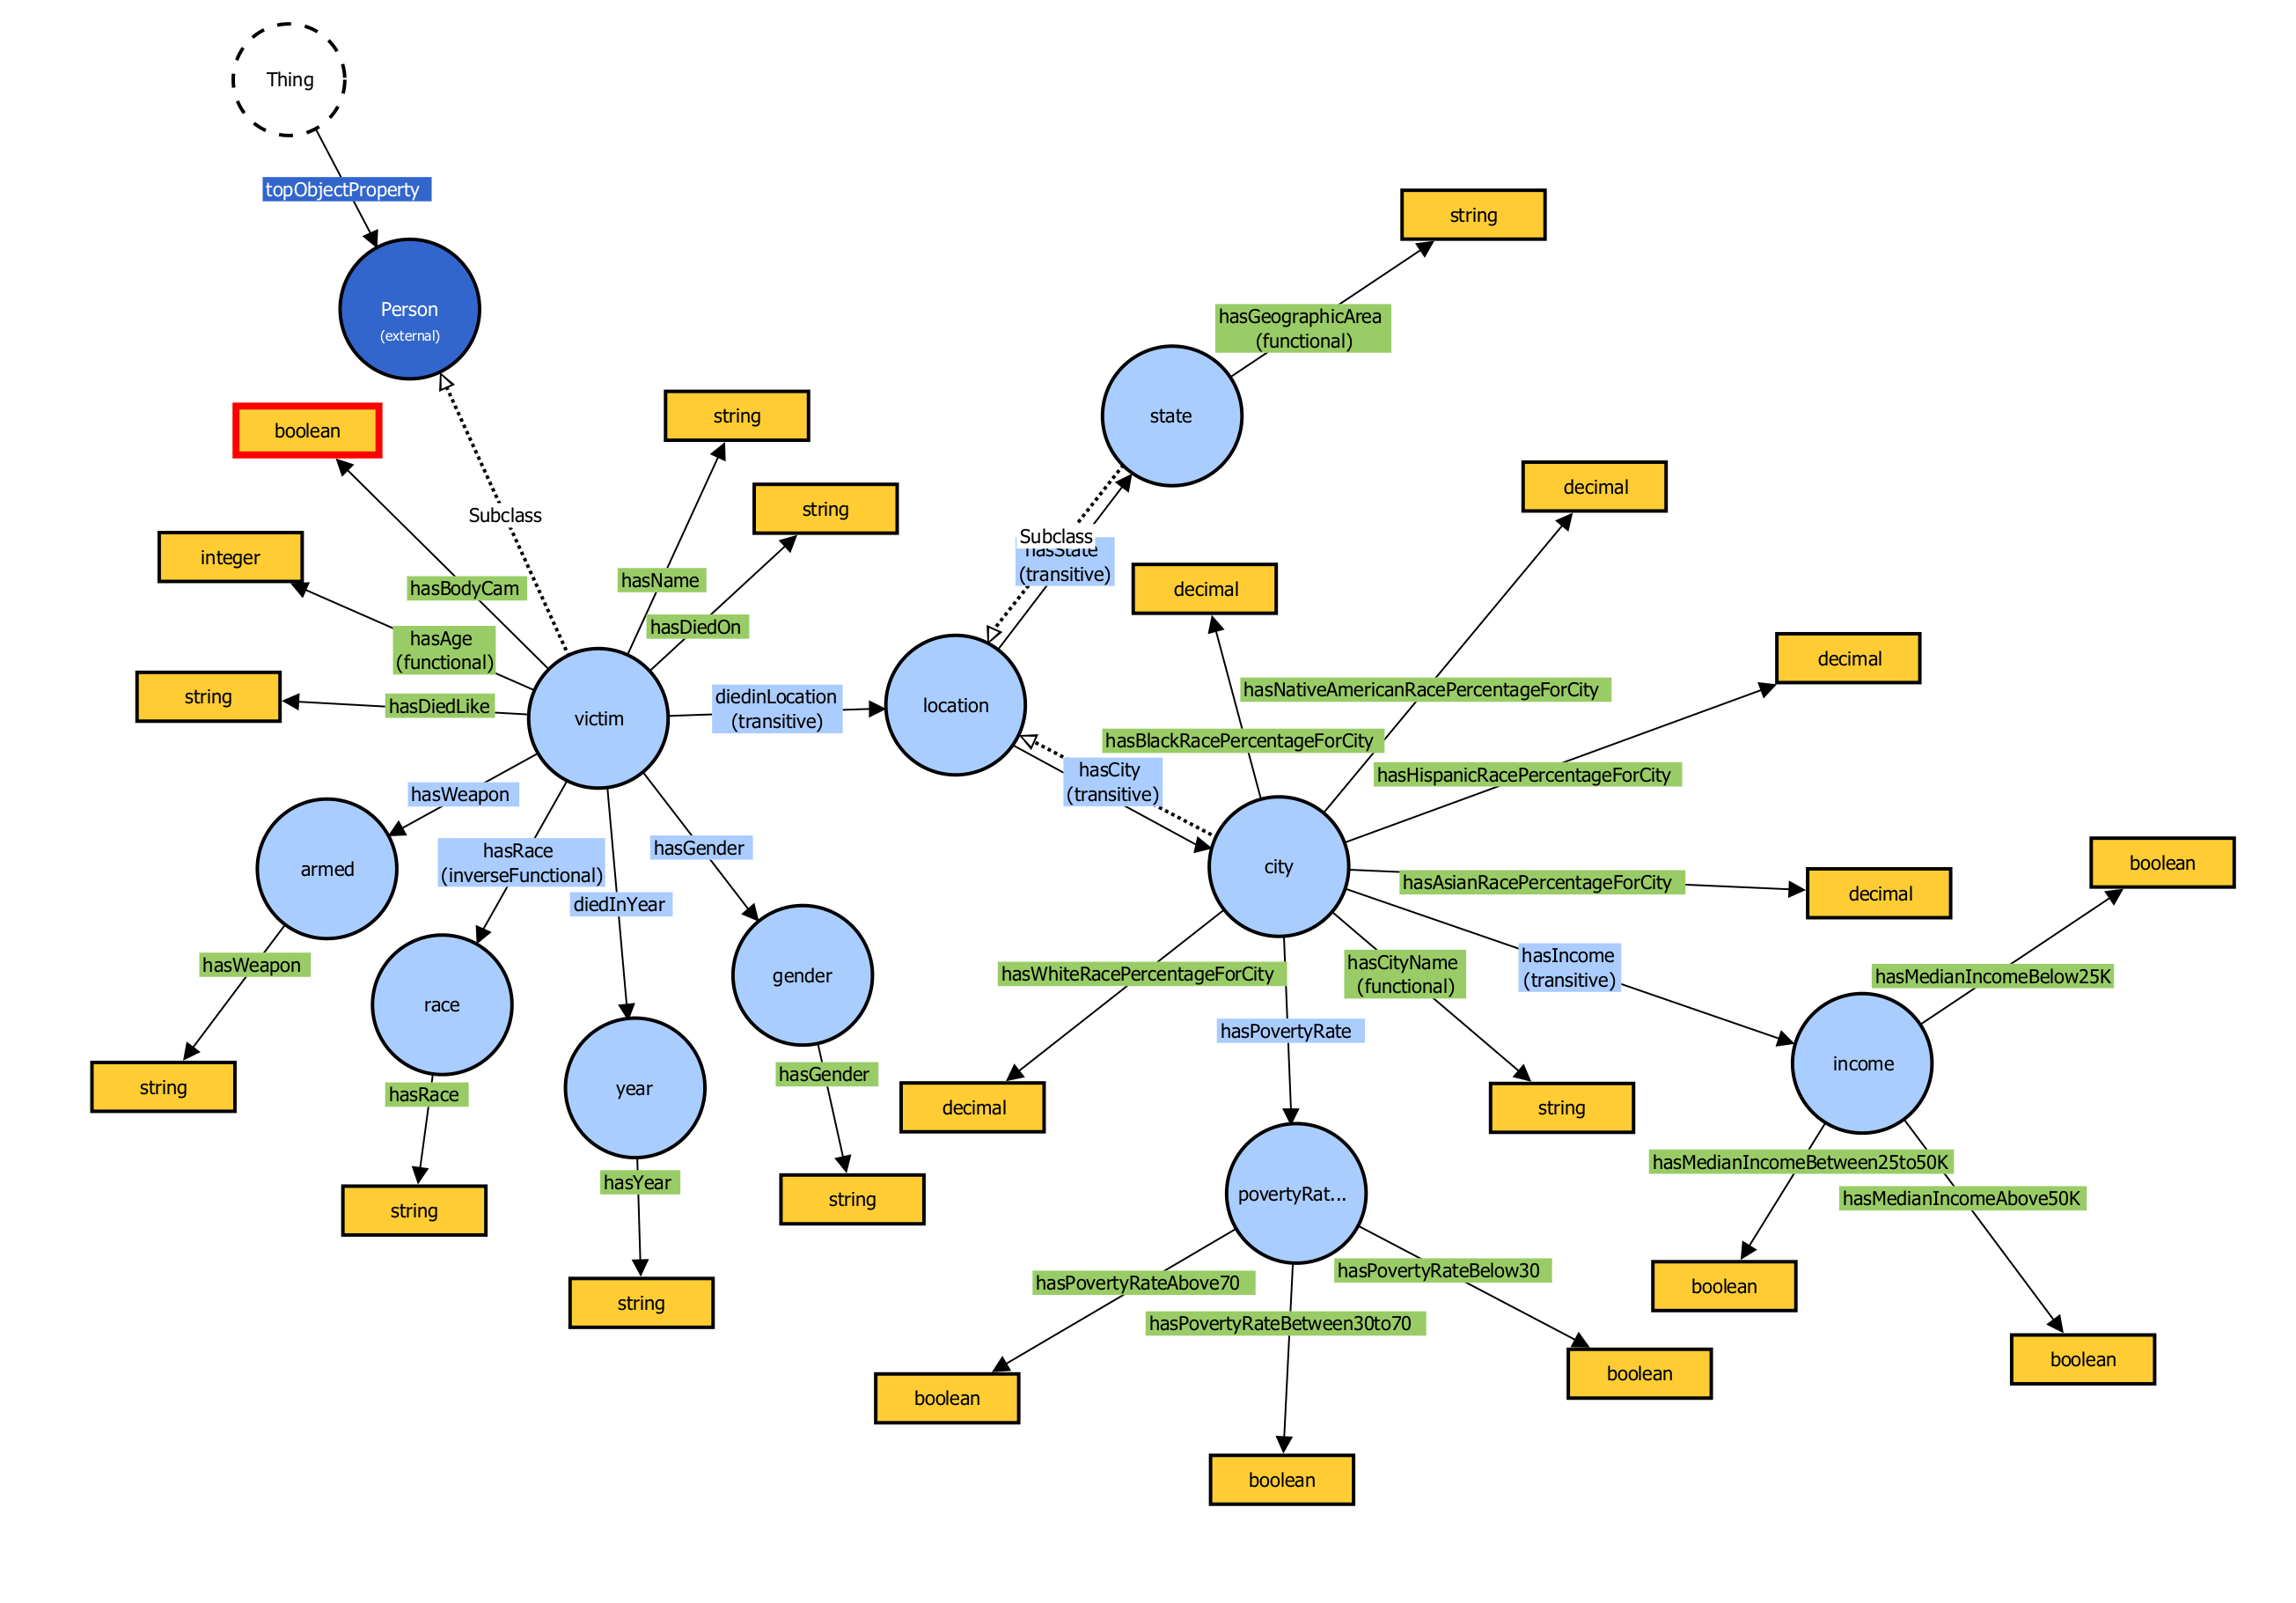 Thing
topObjectProperty
Person
(external)
string
hasGeographicArea
(functional)
state
boolean
string
decimal
string
Subclass
Subclass
hasState
(transitive)
integer
decimal
hasBodyCam
hasName
hasDiedOn
hasAge
(functional)
decimal
string
hasDiedLike
victim
diedinLocation
(transitive)
location
hasNativeAmericanRacePercentageForCity
hasBlackRacePercentageForCity
hasHispanicRacePercentageForCity
hasCity
(transitive)
hasWeapon
armed
hasRace
(inverseFunctional)
hasGender
diedInYear
city
boolean
hasAsianRacePercentageForCity
decimal
hasWeapon
race
gender
hasWhiteRacePercentageForCity
hasCityName
(functional)
hasIncome
(transitive)
hasMedianIncomeBelow25K
hasPovertyRate
income
string
hasRace
year
hasGender
decimal
string
hasYear
string
string
string
povertyRat...
hasMedianIncomeBetween25to50K
hasMedianIncomeAbove50K
hasPovertyRateAbove70
hasPovertyRateBelow30
hasPovertyRateBetween30to70
boolean
string
boolean
boolean
boolean
boolean